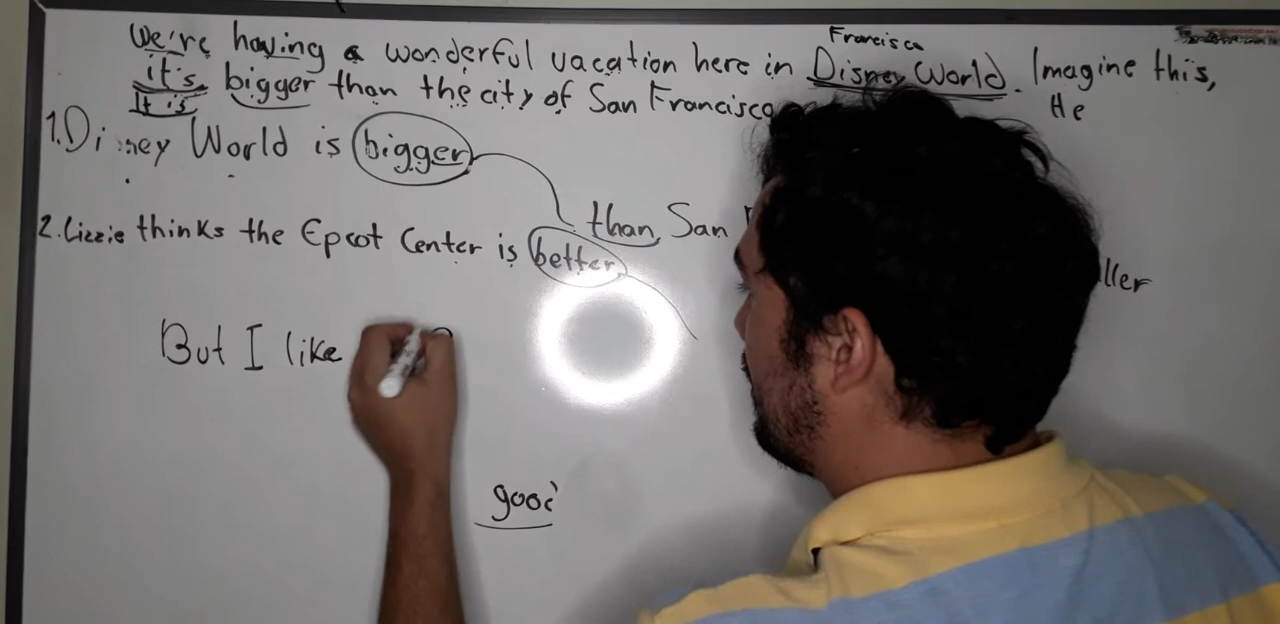 Francisco
We're having a wonderful vacation here in Disney World. Imagine this,
it's bigger than the city of San Francisco
It is
He
1. Disney World is bigger
than San
2. Lizzie thinks the Epcot Center is better
ller
But I like
good